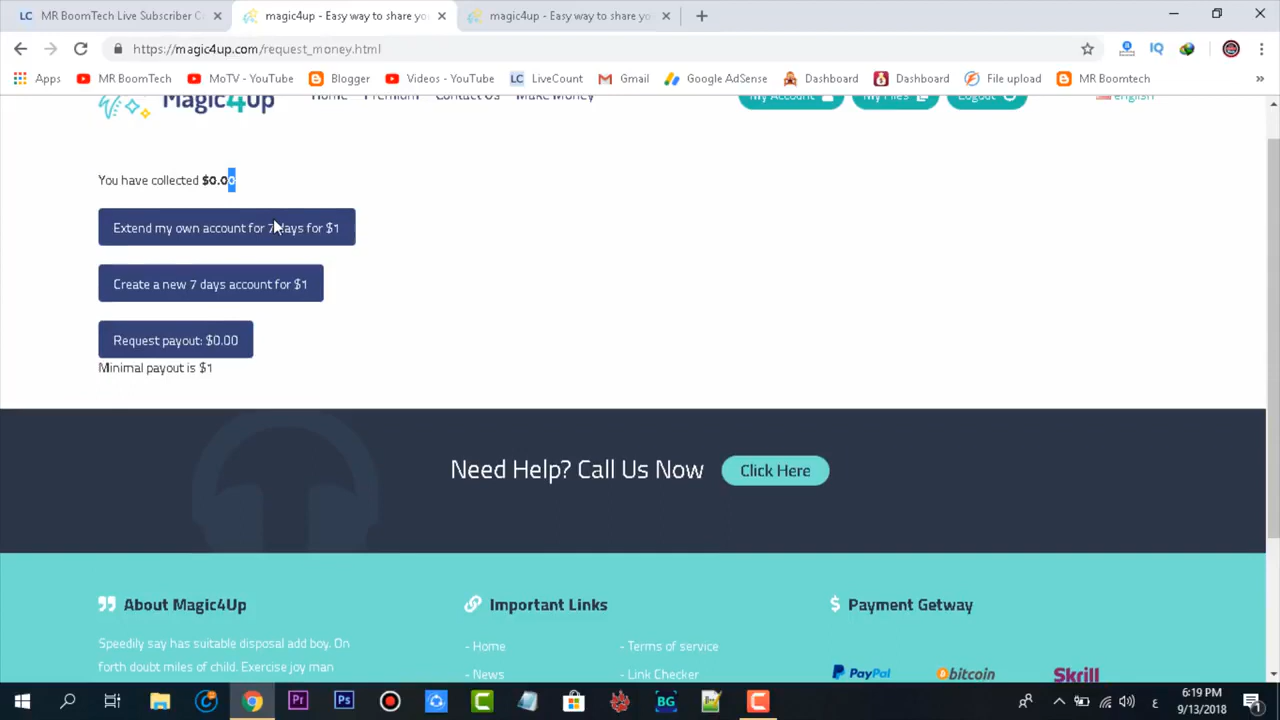 MR BoomTech Live Subscriber C
magic4up - Easy way to share yo
magic4up - Easy way to share yo
https://magic4up.com/request_money.html
Apps
MR BoomTech
MoTV - YouTube
Blogger
Videos - YouTube
LiveCount
Gmail
Google AdSense
Dashboard
Dashboard
File upload
MR Boomtech
Magic4Up
Home
Premium
Contact Us
Make Money
My Account
My Files
Logout
english
You have collected $0.00
Extend my own account for 7 days for $1
Create a new 7 days account for $1
Request payout: $0.00
Minimal payout is $1
Need Help? Call Us Now
Click Here
About Magic4Up
Speedily say has suitable disposal add boy. On
forth doubt miles of child. Exercise joy man
Important Links
- Home
- Terms of service
- News
- Link Checker
Payment Getway
PayPal
bitcoin
Skrill
ع
6:19 PM
9/13/2018